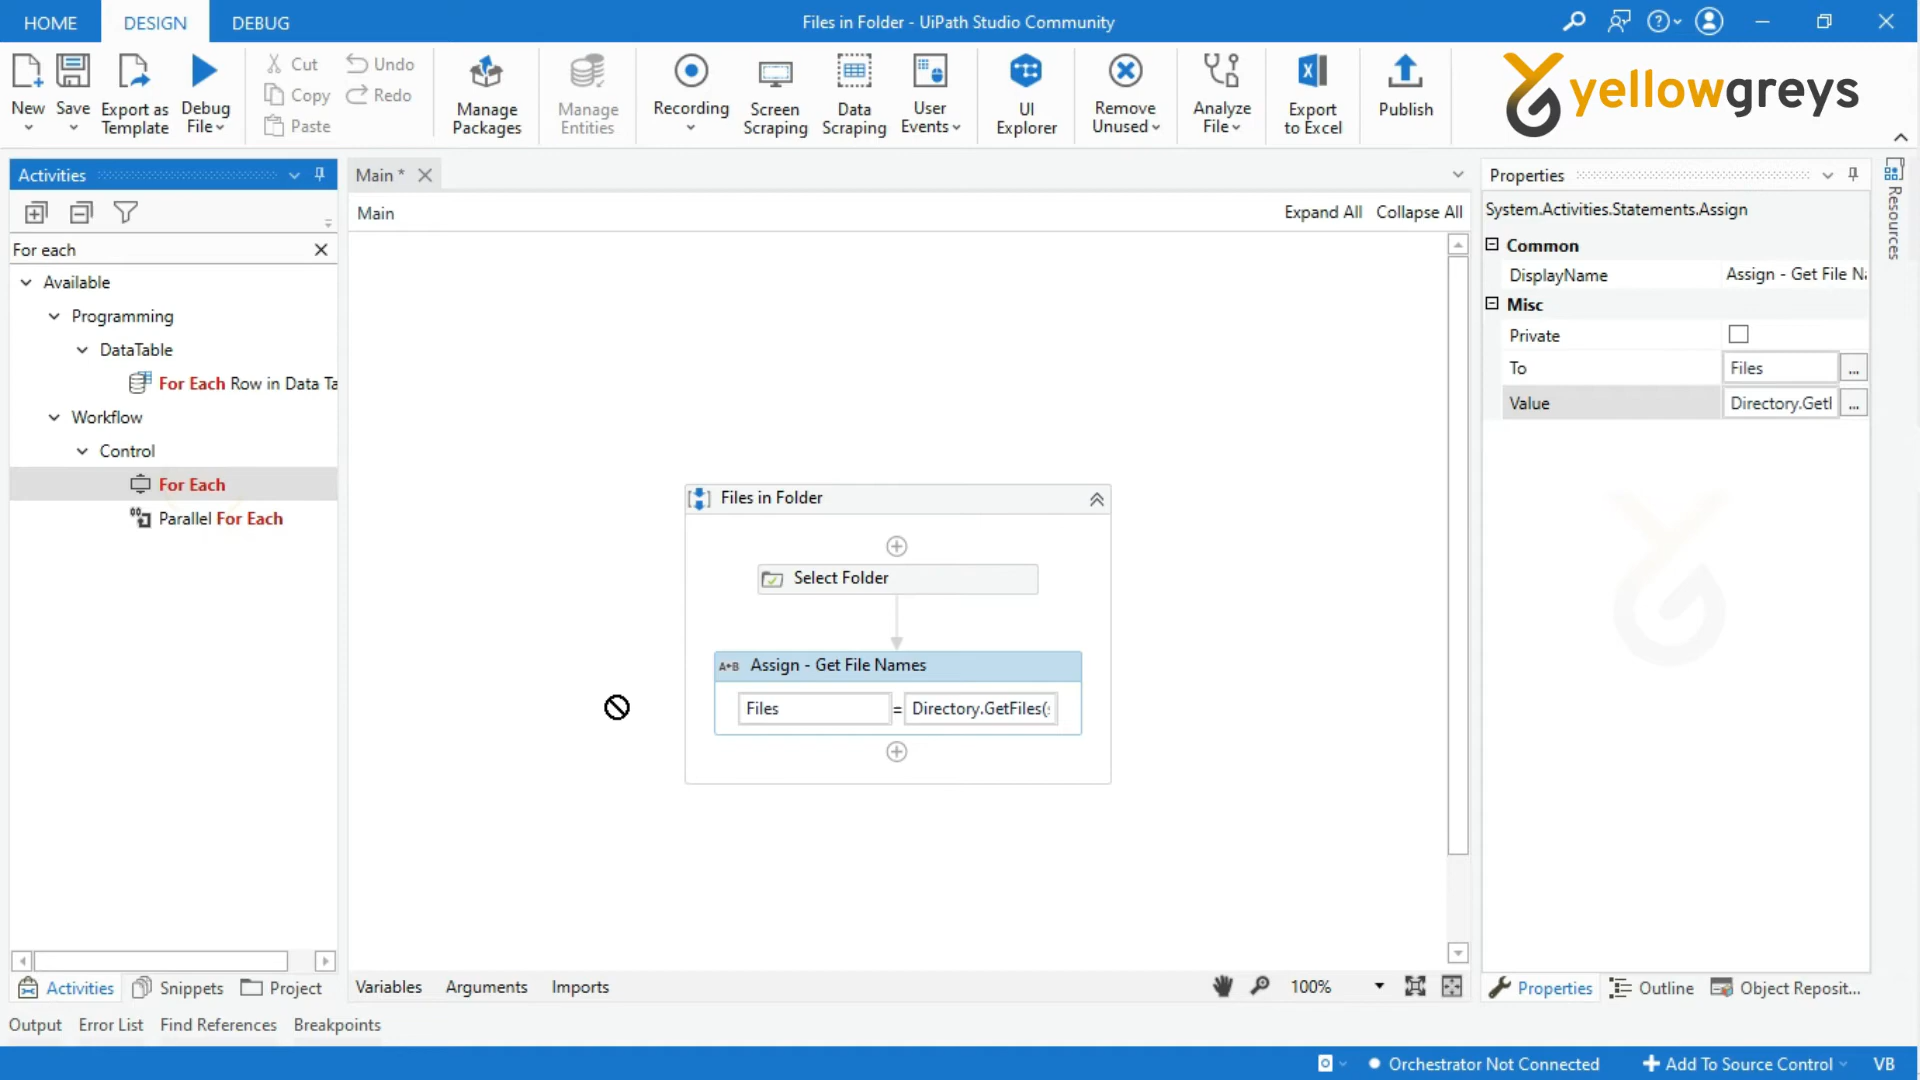 HOME
DESIGN
DEBUG
Files in Folder - UiPath Studio Community
New
Save
Export as
Template
Debug
File
Cut
Copy
Paste
Undo
Redo
Manage
Packages
Manage
Entities
Recording
Screen
Scraping
Data
Scraping
User
Events
UI
Explorer
Remove
Unused
Analyze
File
Export
to Excel
Publish
yellowgreys
Activities
Main *
Properties
Resources
Main
Expand All
Collapse All
System.Activities.Statements.Assign
For each
Available
Programming
DataTable
For Each Row in Data Ta
Workflow
Control
For Each
Parallel For Each
Files in Folder
Select Folder
A+B Assign - Get File Names
Files = Directory.GetFiles(
Common
DisplayName
Assign - Get File Na
Misc
Private
To
Files
...
Value
Directory.Getl
...
Activities
Snippets
Project
Variables
Arguments
Imports
100%
Properties
Outline
Object Reposit...
Output
Error List
Find References
Breakpoints
Orchestrator Not Connected
Add To Source Control
VB